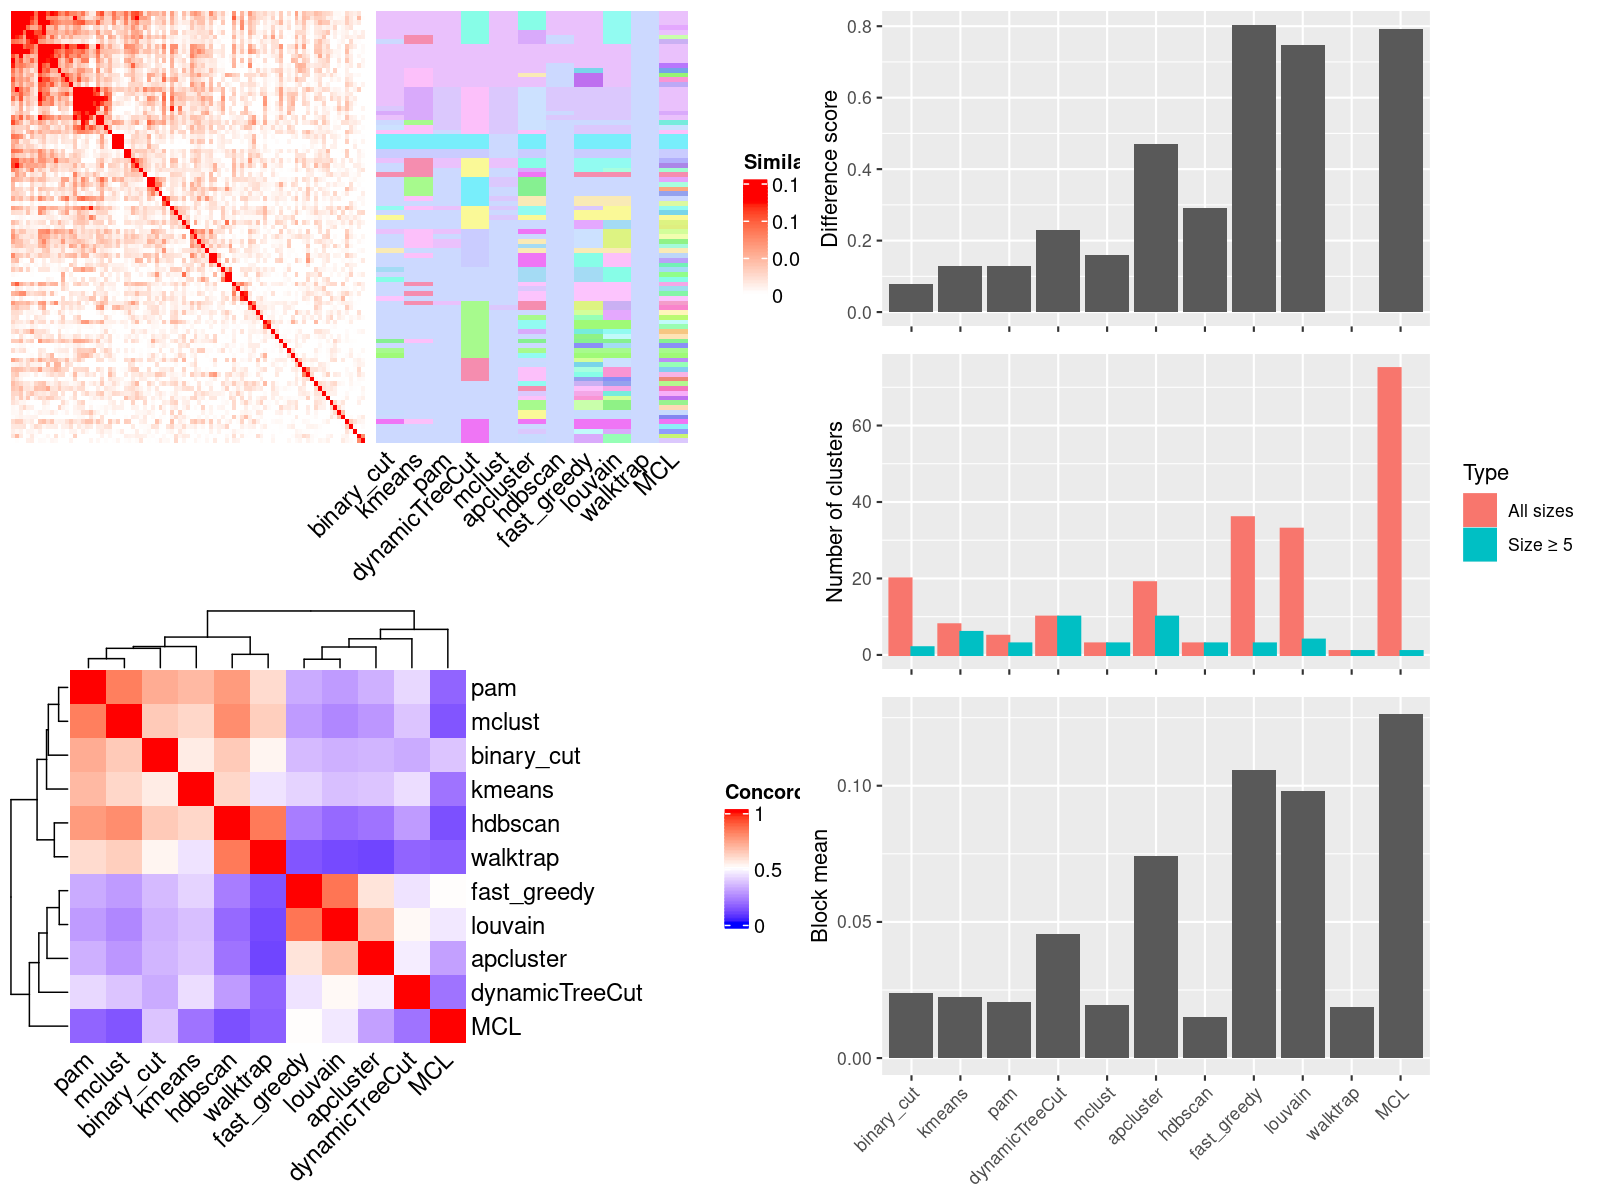 Simila
0.1
0.1
0.0
0
binary_cut
kmeans
pam
dynamicTreeCut
mclust
apcluster
hdbscan
fast_greedy
louvain
walktrap
MCL
pam
mclust
binary_cut
kmeans
hdbscan
walktrap
fast_greedy
louvain
apcluster
dynamicTreeCut
MCL
pam
mclust
binary_cut
kmeans
hdbscan
walktrap
fast_greedy
louvain
apcluster
dynamicTreeCut
MCL
Concord
1
0.5
0
Difference score
0.8
0.6
0.4
0.2
0.0
Number of clusters
60
40
20
0
Type
All sizes
Size ≥ 5
Block mean
0.10
0.05
0.00
binary_cut
kmeans
pam
dynamicTreeCut
mclust
apcluster
hdbscan
fast_greedy
louvain
walktrap
MCL